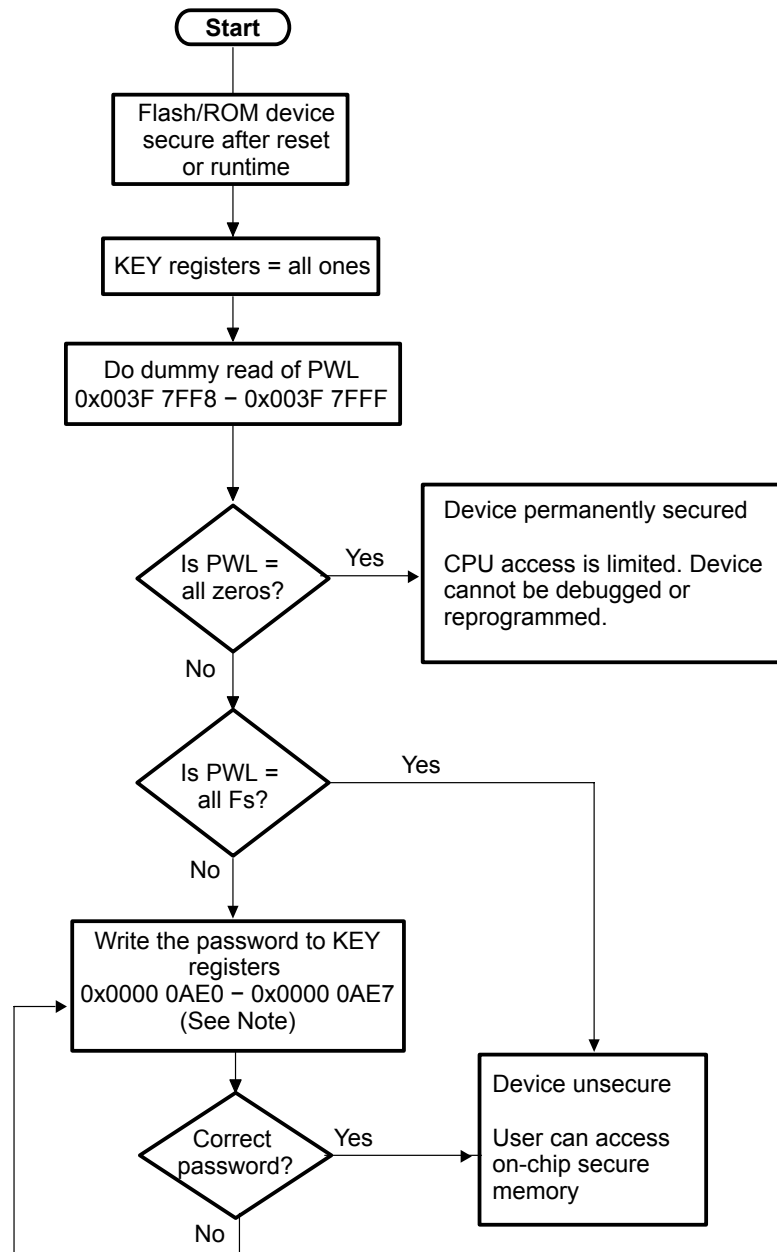 Start
Flash/ROM device
secure after reset
or runtime
KEY registers = all ones
Do dummy read of PWL
0x003F 7FF8 − 0x003F 7FFF
Is PWL =
all zeros?
Yes
Device permanently secured
CPU access is limited. Device
cannot be debugged or
reprogrammed.
No
Is PWL =
all Fs?
Yes
No
Write the password to KEY
registers
0x0000 0AE0 − 0x0000 0AE7
(See Note)
Correct
password?
Yes
Device unsecure
User can access
on-chip secure
memory
No